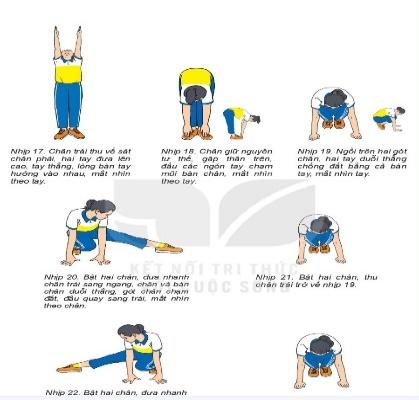 Nhịp 17. Chân trái thu về sát
chân phải, hai tay đưa lên
cao, tay thẳng, lòng bàn tay
hướng vào nhau, mắt nhìn
theo tay.
Nhịp 18. Chân giữ nguyên
tư thế, gập thân trên,
đầu các ngón tay chạm
mũi bàn chân, mắt nhìn
theo tay.
Nhịp 19. Ngồi trên hai gót
chân, hai tay duỗi thẳng
chống đất bằng cả bàn
tay, mắt nhìn tay.
Nhịp 20. Bật hai chân, đưa nhanh
chân trái sang ngang, chân và bàn
chân duỗi thẳng, gót chân chạm
đất, đầu quay sang trái, mắt nhìn
theo chân.
KẾT NỐI TRI THỨC
CUỘC SỐNG
Nhịp 21. Bật hai chân, thu
chân trái trở về nhịp 19.
Nhịp 22. Bật hai chân, đưa nhanh